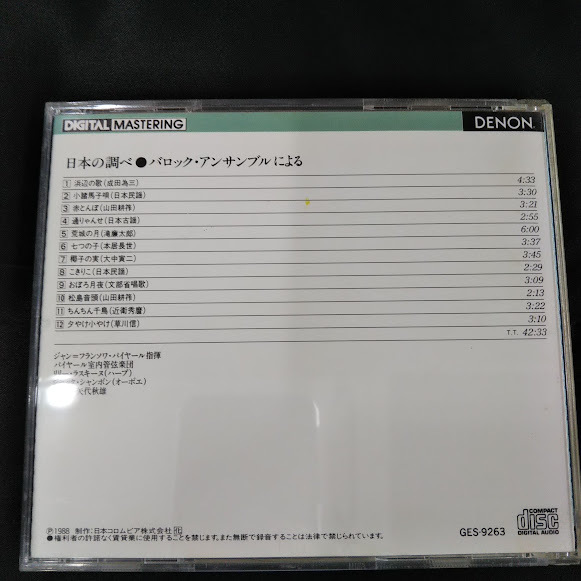 DIGITAL MASTERING
DENON
日本の調べ●バロック・アンサンブルによる
1 浜辺の歌(成田為三) 4:33
2 小諸馬子唄(日本民謡) 3:30
3 赤とんぼ(山田耕筰) 3:21
4 通りゃんせ(日本古謡) 2:55
5 荒城の月(滝廉太郎) 6:00
6 七つの子(本居長世) 3:37
7 椰子の実(大中寅二) 3:45
8 こきりこ(日本民謡) 2:29
9 おぼろ月夜(文部省唱歌) 3:09
10 松島音頭(山田耕筰) 2:13
11 ちんちん千鳥(近衛秀麿) 3:22
12 夕やけ小やけ(草川信) 3:10
T.T. 42:33
ジャン=フランソワ・パイヤール指揮
パイヤール室内管弦楽団
リリー・ラスキーヌ(ハープ)
・シャンボン(オーボエ)
矢代秋雄
Ⓟ1988 制作:日本コロムビア株式会社
●権利者の許諾なく賃貸業に使用することを禁じます。また無断で録音することは法律で禁じられています。
GES-9263
COMPACT
disc
DIGITAL AUDIO